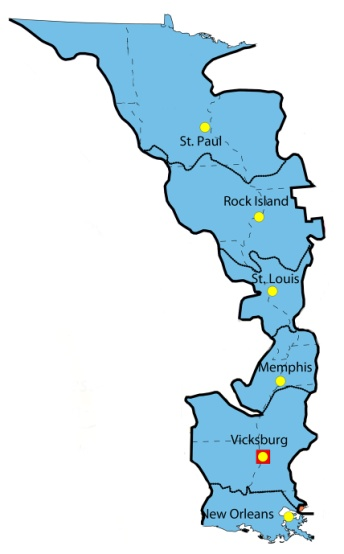 St. Paul
Rock Island
St. Louis
Memphis
Vicksburg
New Orleans